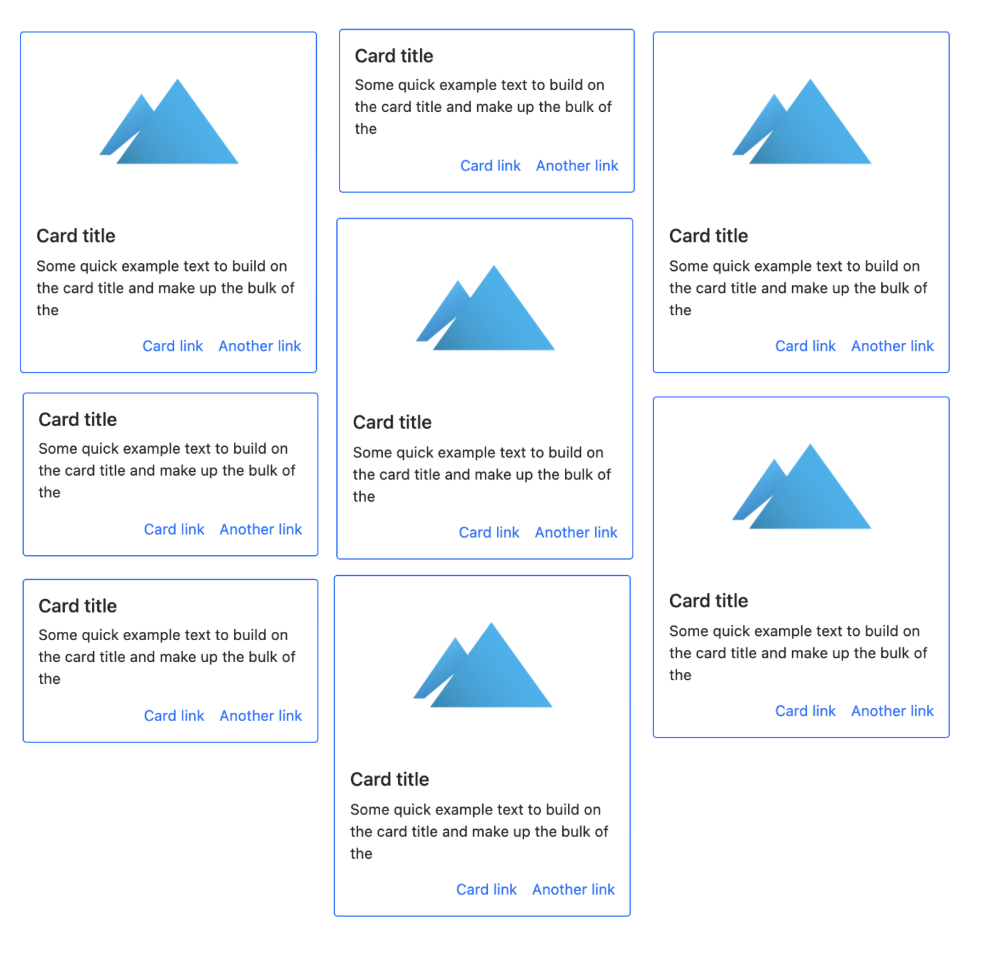 Card title
Some quick example text to build on
the card title and make up the bulk of
the
Card link Another link
Card title
Some quick example text to build on
the card title and make up the bulk of
the
Card link Another link
Card title
Some quick example text to build on
the card title and make up the bulk of
the
Card link Another link
Card title
Some quick example text to build on
the card title and make up the bulk of
the
Card link Another link
Card title
Some quick example text to build on
the card title and make up the bulk of
the
Card link Another link
Card title
Some quick example text to build on
the card title and make up the bulk of
the
Card link Another link
Card title
Some quick example text to build on
the card title and make up the bulk of
the
Card link Another link
Card title
Some quick example text to build on
the card title and make up the bulk of
the
Card link Another link